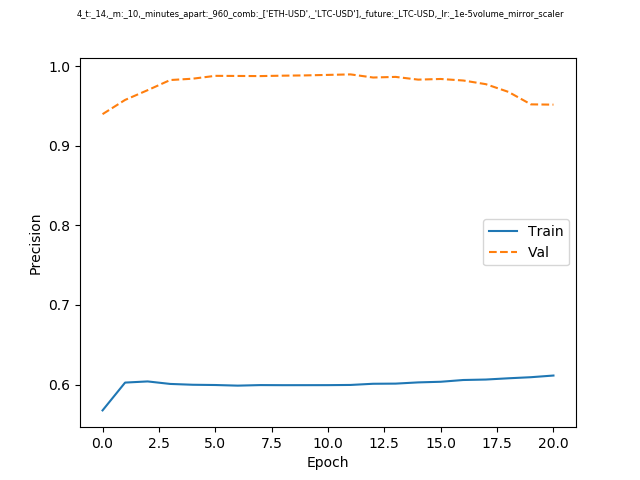 4_t:_14,_m:_10,_minutes_apart:_960_comb:_['ETH-USD',_'LTC-USD'],_future:_LTC-USD,_lr:_1e-5volume_mirror_scaler
1.0
0.9
0.8
0.7
0.6
Precision
Train
Val
0.0 2.5 5.0 7.5 10.0 12.5 15.0 17.5 20.0
Epoch